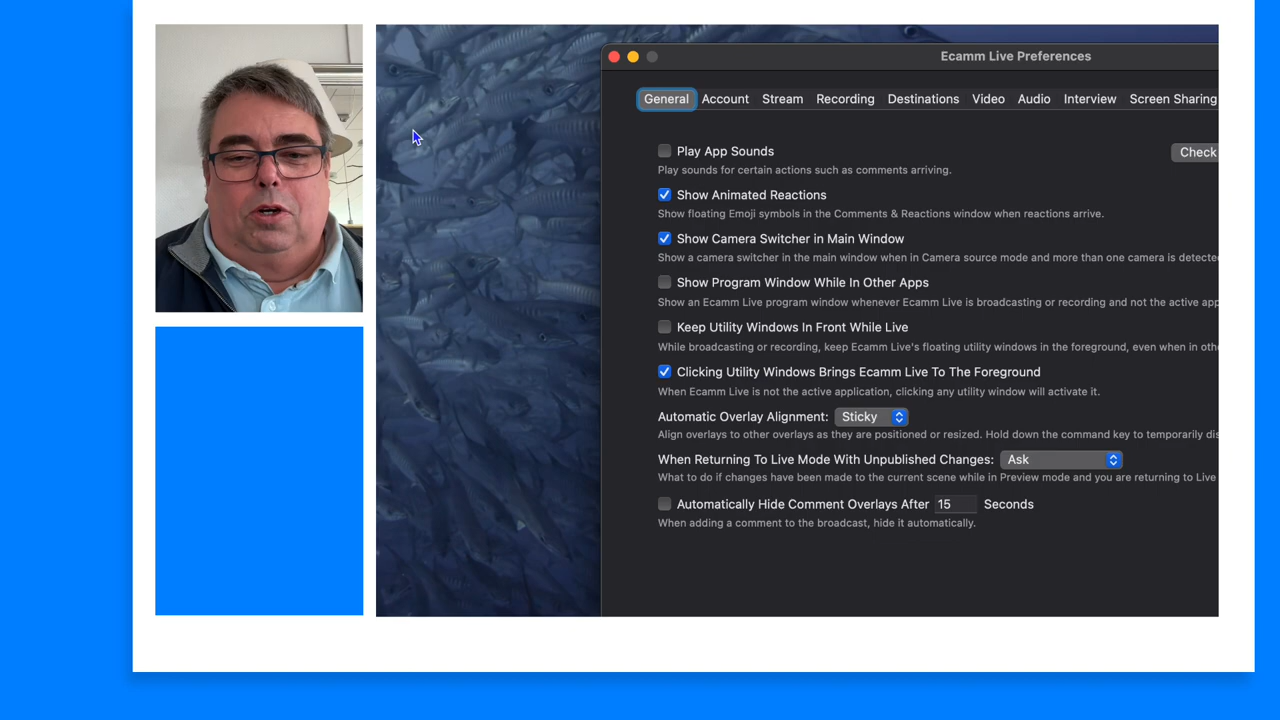 Ecamm Live Preferences
General Account Stream Recording Destinations Video Audio Interview Screen Sharing
Play App Sounds
Check
Play sounds for certain actions such as comments arriving.
Show Animated Reactions
Show floating Emoji symbols in the Comments & Reactions window when reactions arrive.
Show Camera Switcher in Main Window
Show a camera switcher in the main window when in Camera source mode and more than one camera is detected
Show Program Window While In Other Apps
Show an Ecamm Live program window whenever Ecamm Live is broadcasting or recording and not the active app
Keep Utility Windows In Front While Live
While broadcasting or recording, keep Ecamm Live's floating utility windows in the foreground, even when in othe
Clicking Utility Windows Brings Ecamm Live To The Foreground
When Ecamm Live is not the active application, clicking any utility window will activate it.
Automatic Overlay Alignment: Sticky
Align overlays to other overlays as they are positioned or resized. Hold down the command key to temporarily dis
When Returning To Live Mode With Unpublished Changes: Ask
What to do if changes have been made to the current scene while in Preview mode and you are returning to Live
Automatically Hide Comment Overlays After 15 Seconds
When adding a comment to the broadcast, hide it automatically.